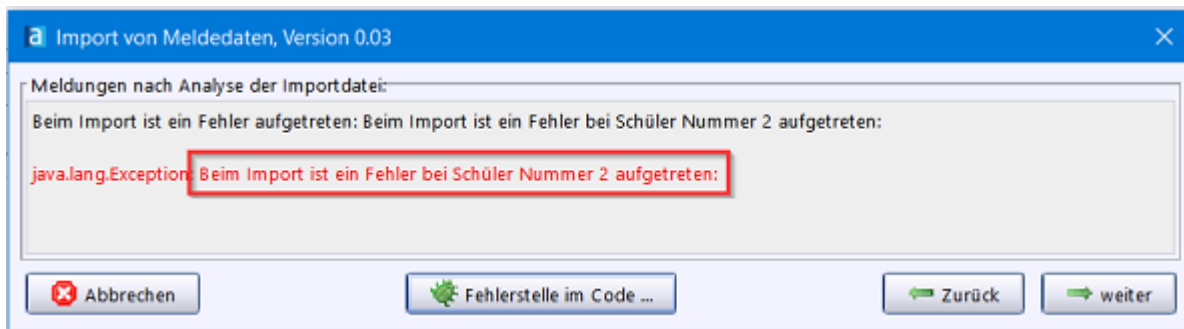 a Import von Meldedaten, Version 0.03
Meldungen nach Analyse der Importdatei:
Beim Import ist ein Fehler aufgetreten: Beim Import ist ein Fehler bei Schüler Nummer 2 aufgetreten:
java.lang.Exception: Beim Import ist ein Fehler bei Schüler Nummer 2 aufgetreten:
Abbrechen Fehlerstelle im Code ... Zurück weiter